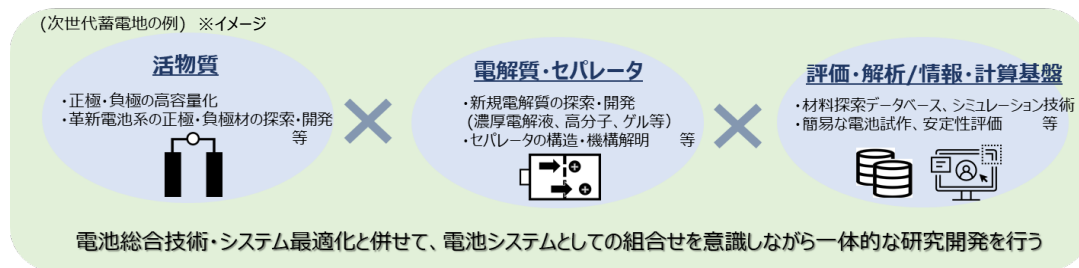 (次世代蓄電地の例) ※イメージ
活物質
・正極・負極の高容量化
・革新電池系の正極・負極材の探索・開発
等
電解質・セパレータ
・新規電解質の探索・開発
(濃厚電解液、高分子、ゲル等)
・セパレータの構造・機構解明 等
評価・解析/情報・計算基盤
・材料探索データベース、シミュレーション技術
・簡易な電池試作、安定性評価 等
電池総合技術・システム最適化と併せて、電池システムとしての組合せを意識しながら一体的な研究開発を行う